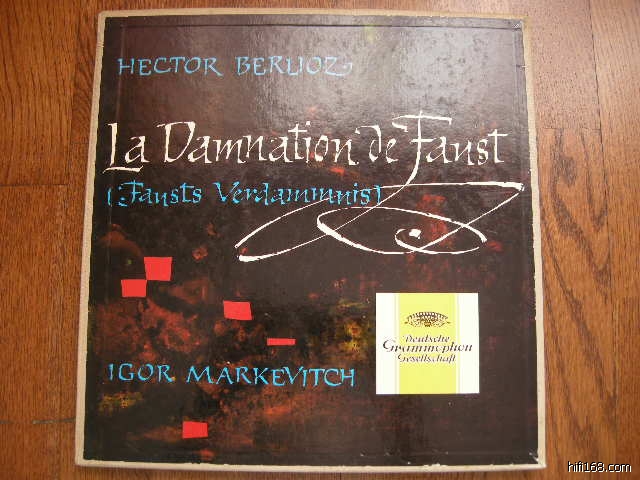 HECTOR BERLIOZ
La Damnation de Faust
(Fausts Verdammnis)
Deutsche
Grammophon
Gesellschaft
IGOR MARKEVITCH
hifi168.com